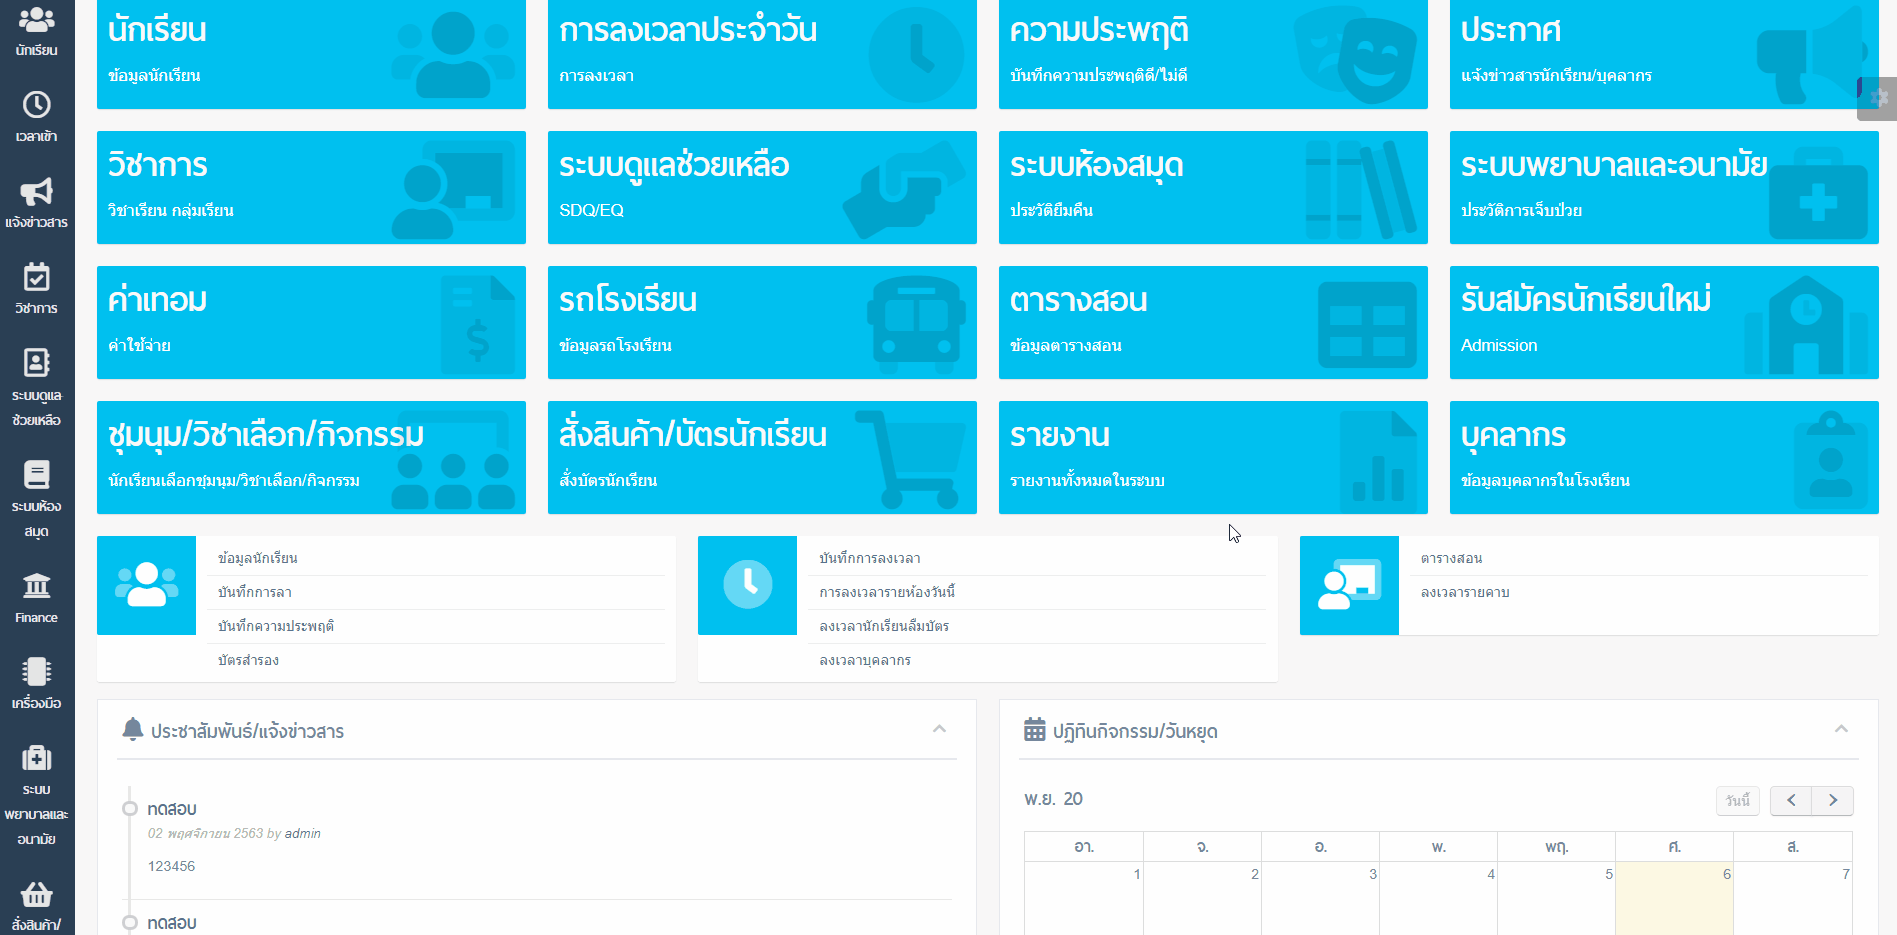 นักเรียน
เวลาเข้า
แจ้งข่าวสาร
วิชาการ
ระบบดูแล
ช่วยเหลือ
ระบบห้อง
สมุด
Finance
เครื่องมือ
ระบบ
พยาบาลและ
อนามัย
สั่งสินค้า/
นักเรียน
ข้อมูลนักเรียน
การลงเวลาประจำวัน
การลงเวลา
ความประพฤติ
บันทึกความประพฤติดี/ไม่ดี
ประกาศ
แจ้งข่าวสารนักเรียน/บุคลากร
วิชาการ
วิชาเรียน กลุ่มเรียน
ระบบดูแลช่วยเหลือ
SDQ/EQ
ระบบห้องสมุด
ประวัติยืมคืน
ระบบพยาบาลและอนามัย
ประวัติการเจ็บป่วย
ค่าเทอม
ค่าใช้จ่าย
รถโรงเรียน
ข้อมูลรถโรงเรียน
ตารางสอน
ข้อมูลตารางสอน
รับสมัครนักเรียนใหม่
Admission
ชุมนุม/วิชาเลือก/กิจกรรม
นักเรียนเลือกชุมนุม/วิชาเลือก/กิจกรรม
สั่งสินค้า/บัตรนักเรียน
สั่งบัตรนักเรียน
รายงาน
รายงานทั้งหมดในระบบ
บุคลากร
ข้อมูลบุคลากรในโรงเรียน
ข้อมูลนักเรียน
บันทึกการลา
บันทึกความประพฤติ
บัตรสำรอง
บันทึกการลงเวลา
การลงเวลารายห้องวันนี้
ลงเวลานักเรียนลืมบัตร
ลงเวลาบุคลากร
ตารางสอน
ลงเวลารายคาบ
ประชาสัมพันธ์/แจ้งข่าวสาร
ทดสอบ
02 พฤศจิกายน 2563 by admin
123456
ทดสอบ
ปฏิทินกิจกรรม/วันหยุด
พ.ย. 20
วันนี้
อา. จ. อ. พ. พฤ. ศ. ส.
1 2 3 4 5 6 7